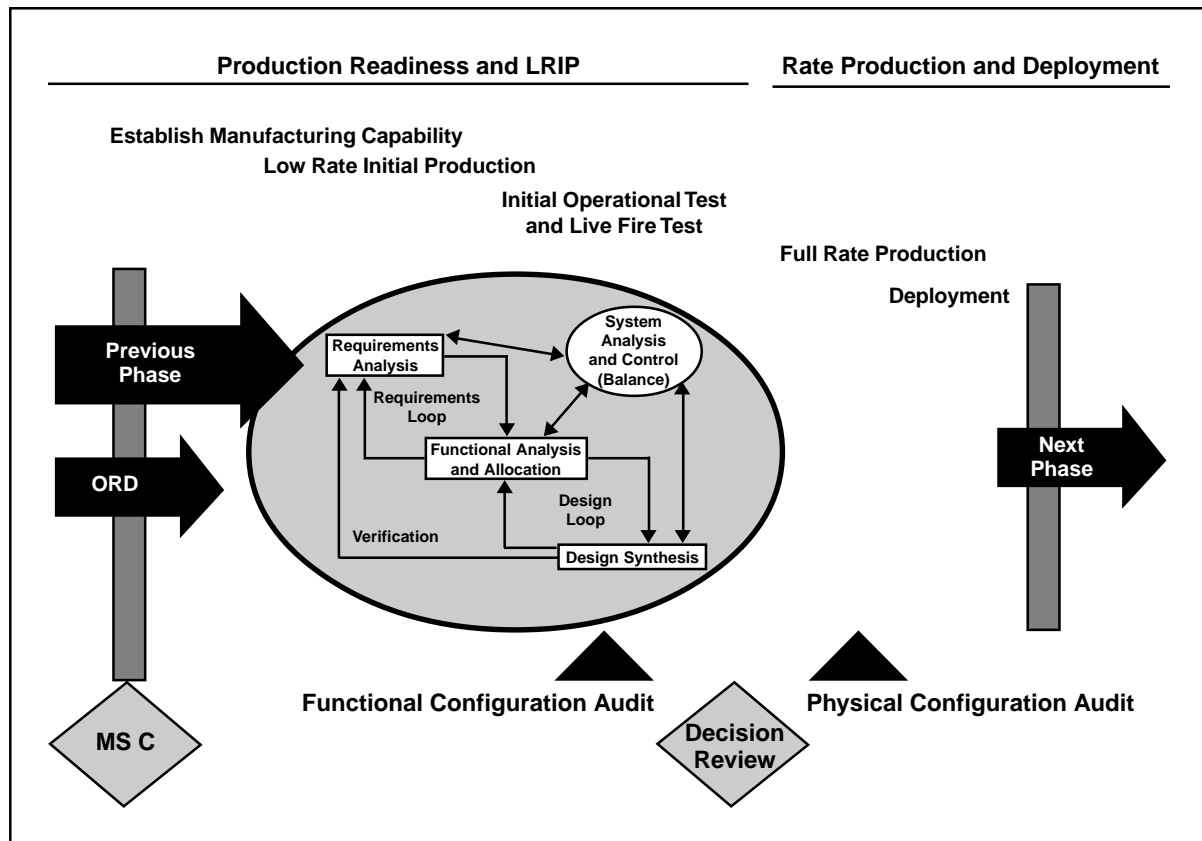 Production Readiness and LRIP
Rate Production and Deployment
Establish Manufacturing Capability
Low Rate Initial Production
Initial Operational Test
and Live Fire Test
Full Rate Production
Deployment
Previous
Phase
ORD
Requirements
Analysis
System
Analysis
and Control
(Balance)
Requirements
Loop
Functional Analysis
and Allocation
Design
Loop
Verification
Design Synthesis
Next
Phase
Functional Configuration Audit
Physical Configuration Audit
MS C
Decision
Review